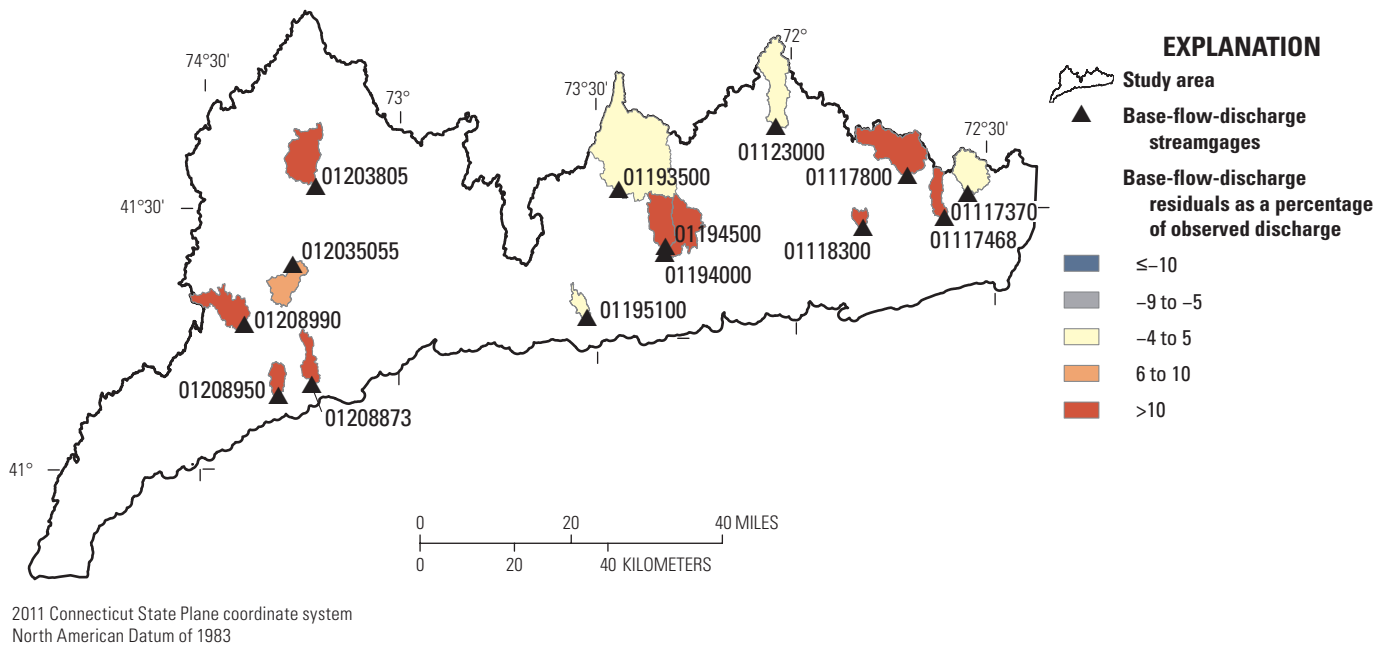 74°30'
73°
73°30'
72°
72°30'
41°30'
41°
01203805
012035055
01208990
01208950
01208873
01193500
01194500
01194000
01195100
01123000
01117800
01118300
01117370
01117468
0 20 40 MILES
0 20 40 KILOMETERS
2011 Connecticut State Plane coordinate system
North American Datum of 1983
EXPLANATION
Study area
Base-flow-discharge
streamgages
Base-flow-discharge
residuals as a percentage
of observed discharge
≤−10
−9 to −5
−4 to 5
6 to 10
>10